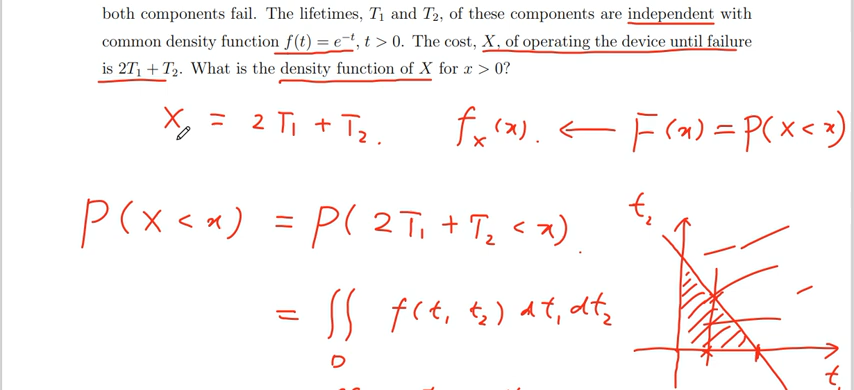 both components fail. The lifetimes, T₁ and T₂, of these components are independent with
common density function f(t) = e⁻ᵗ, t > 0. The cost, X, of operating the device until failure
is 2T₁ + T₂. What is the density function of X for x > 0?
X = 2T₁ + T₂. fₓ(x). ← F(x) = P(X < x)
P(X < x) = P(2T₁ + T₂ < x).
= ∬ f(t₁ t₂) dt₁ dt₂
D
t₂
t₁